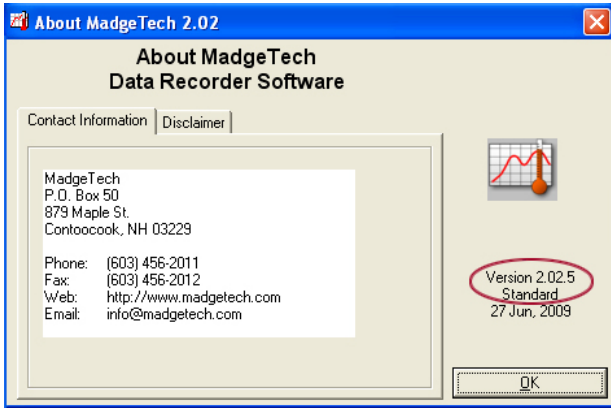 About MadgeTech 2.02
About MadgeTech
Data Recorder Software
Contact Information
Disclaimer
MadgeTech
P.O. Box 50
879 Maple St.
Contoocook, NH 03229
Phone: (603) 456-2011
Fax: (603) 456-2012
Web: http://www.madgetech.com
Email: info@madgetech.com
Version 2.02.5
Standard
27 Jun, 2009
OK